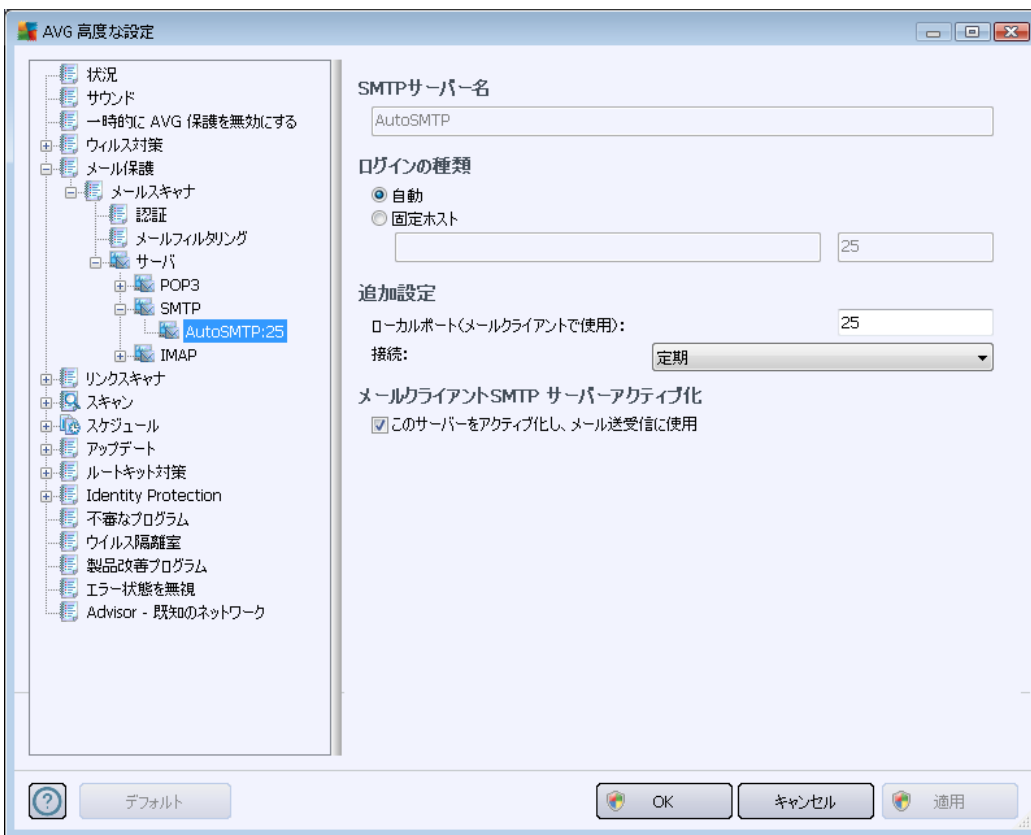 AVG 高度な設定
状況
サウンド
一時的に AVG 保護を無効にする
ウィルス対策
メール保護
メールスキャナ
認証
メールフィルタリング
サーバ
POP3
SMTP
AutoSMTP:25
IMAP
リンクスキャナ
スキャン
スケジュール
アップデート
ルートキット対策
Identity Protection
不審なプログラム
ウイルス隔離室
製品改善プログラム
エラー状態を無視
Advisor - 既知のネットワーク
SMTPサーバー名
AutoSMTP
ログインの種類
自動
固定ホスト
25
追加設定
ローカルポート(メールクライアントで使用): 25
接続: 定期
メールクライアントSMTP サーバーアクティブ化
このサーバーをアクティブ化し、メール送受信に使用
デフォルト OK キャンセル 適用